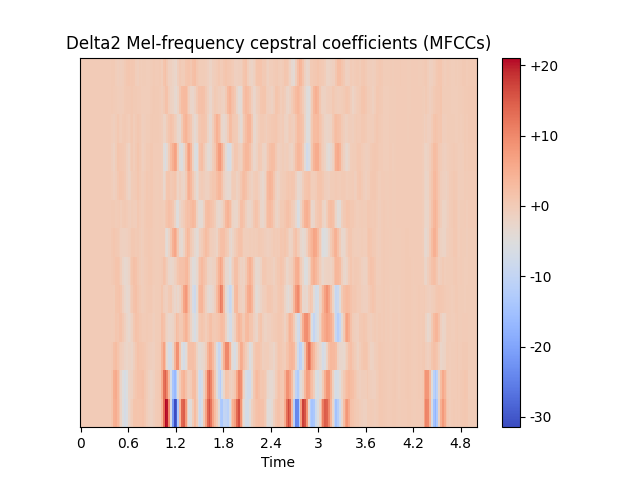 Delta2 Mel-frequency cepstral coefficients (MFCCs)
+20
+10
+0
-10
-20
-30
0 0.6 1.2 1.8 2.4 3 3.6 4.2 4.8
Time